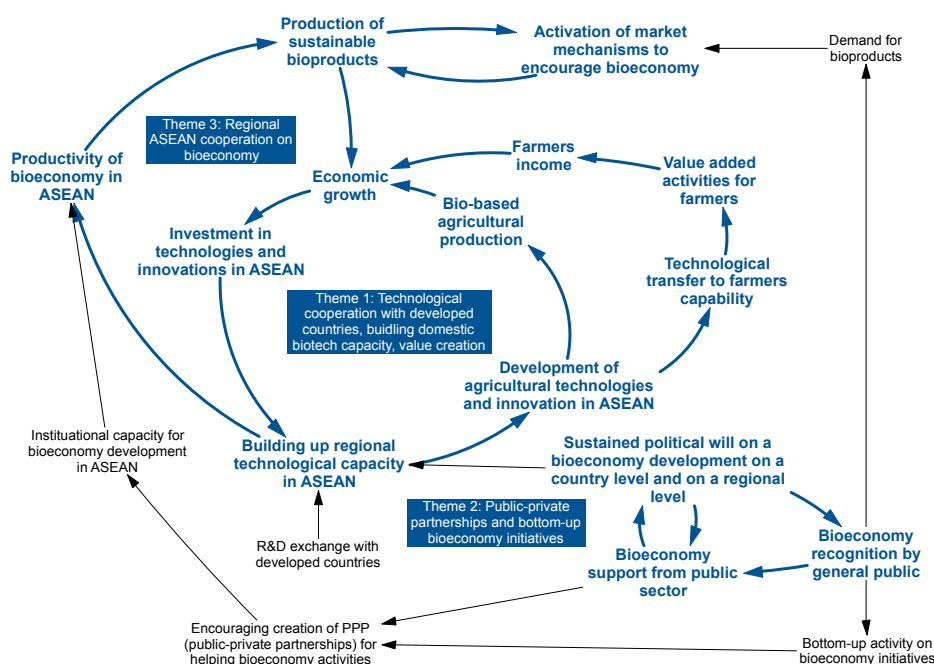 Production of
sustainable
bioproducts
Activation of market
mechanisms to
encourage bioeconomy
Demand for
bioproducts
Theme 3: Regional
ASEAN cooperation on
bioeconomy
Productivity of
bioeconomy in
ASEAN
Farmers
income
Value added
activities for
farmers
Economic
growth
Bio-based
agricultural
production
Investment in
technologies and
innovations in ASEAN
Technological
transfer to farmers
capability
Theme 1: Technological
cooperation with developed
countries, buidling domestic
biotech capacity, value creation
Development of
agricultural technologies
and innovation in ASEAN
Instituational capacity for
bioeconomy development
in ASEAN
Building up regional
technological capacity
in ASEAN
Sustained political will on a
bioeconomy development on a
country level and on a regional
level
Theme 2: Public-private
partnerships and bottom-up
bioeconomy initiatives
R&D exchange with
developed countries
Bioeconomy
support from public
sector
Bioeconomy
recognition by
general public
Encouraging creation of PPP
(public-private partnerships) for
helping bioeconomy activities
Bottom-up activity on
bioeconomy initiatives